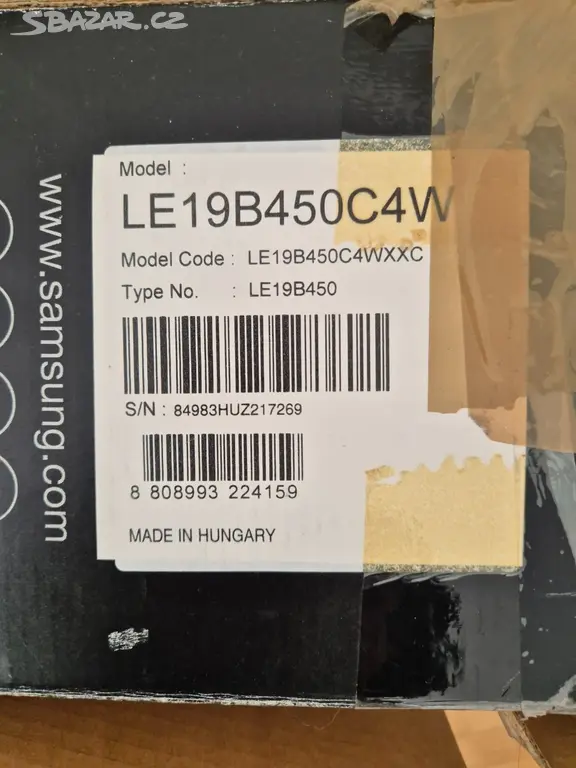 SBAZAR.CZ
www.samsung.com
Model :
LE19B450C4W
Model Code : LE19B450C4WXXC
Type No. : LE19B450
S/N : 84983HUZ217269
8 808993 224159
MADE IN HUNGARY